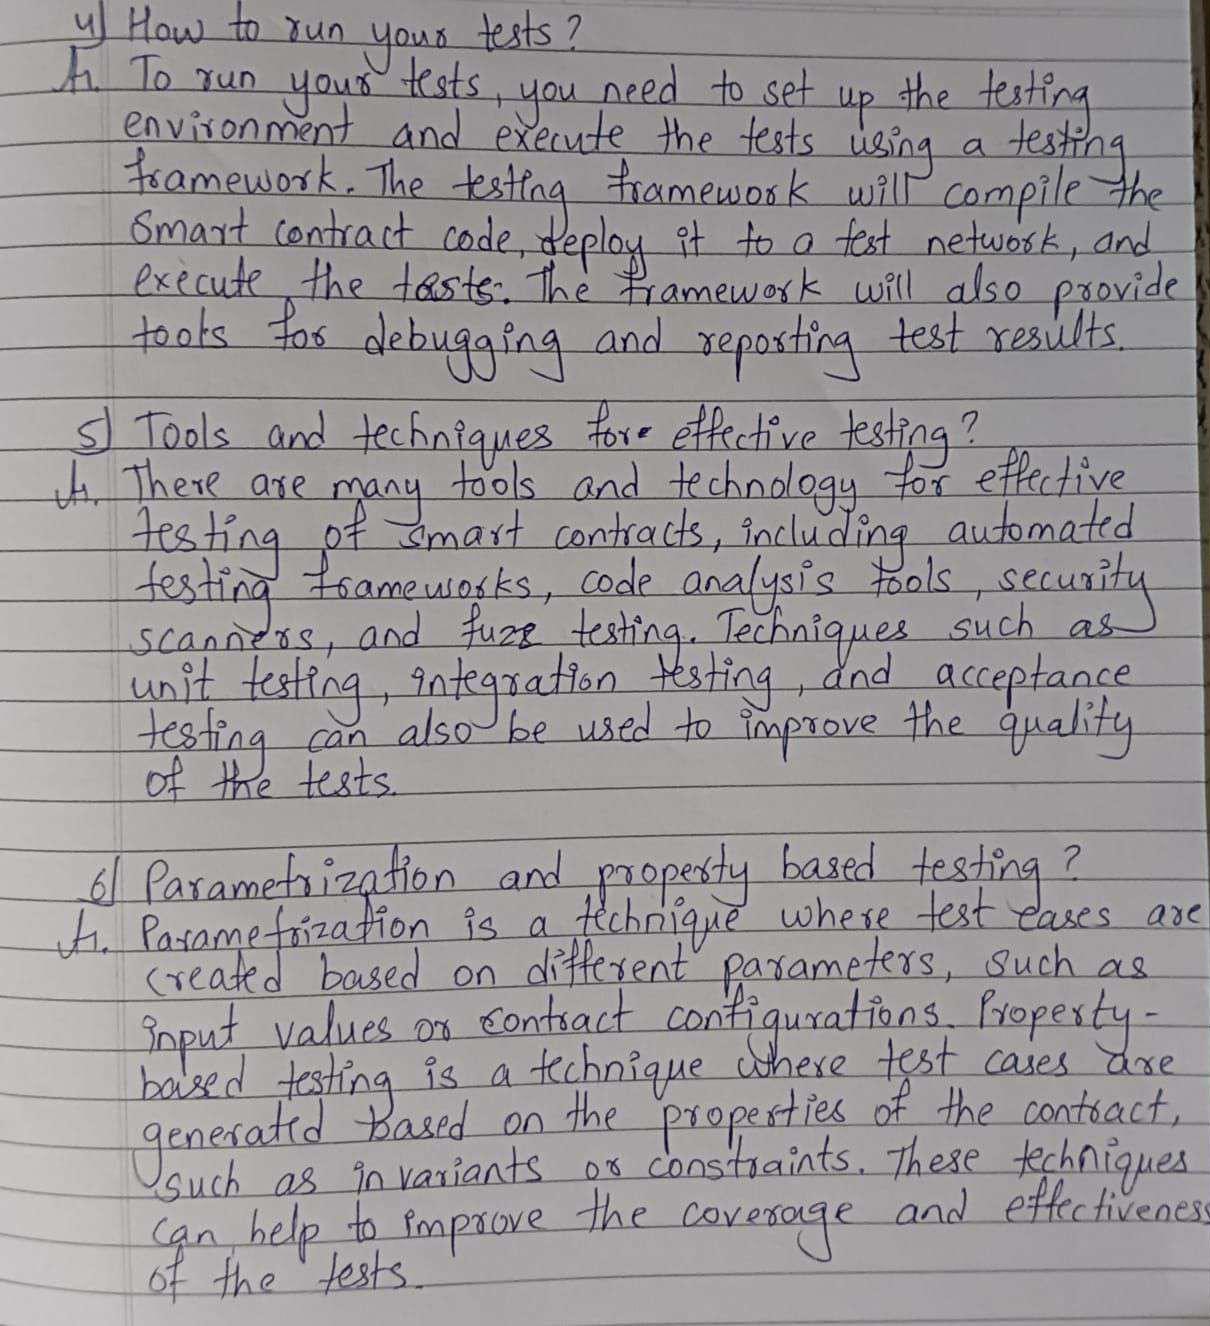 4) How to run your tests?
A. To run your tests, you need to set up the testing
environment and execute the tests using a testing
framework. The testing framework will compile the
Smart contract code, deploy it to a test network, and
execute the tests. The framework will also provide
tools for debugging and reporting test results.
5) Tools and techniques for effective testing?
A. There are many tools and technology for effective
testing of smart contracts, including automated
testing frameworks, code analysis tools, security
scanners, and fuzz testing. Techniques such as
unit testing, integration testing, and acceptance
testing can also be used to improve the quality
of the tests.
6) Parametrization and property based testing?
A. Parametrization is a technique where test cases are
created based on different parameters, such as
input values or contract configurations. Property-
based testing is a technique where test cases are
generated based on the properties of the contract,
such as invariants or constraints. These techniques
can help to improve the coverage and effectiveness
of the tests.